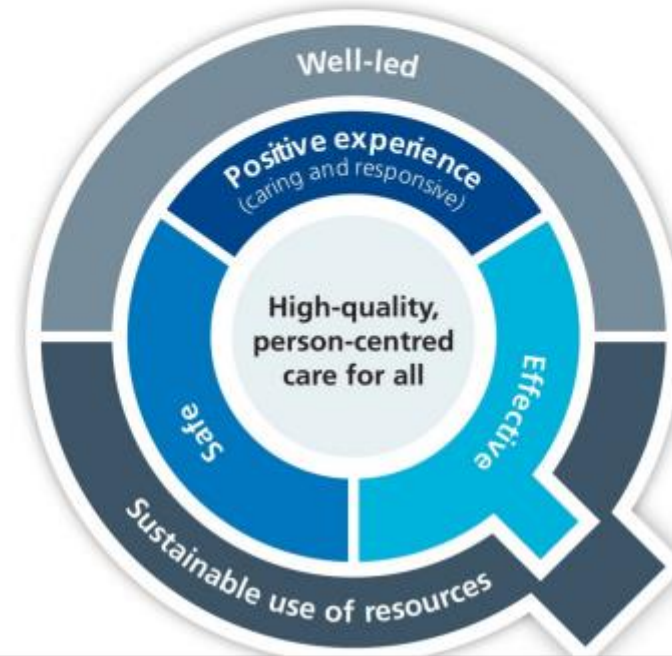 Well-led
Positive experience
(caring and responsive)
High-quality,
person-centred
care for all
Safe
Effective
Sustainable use of resources